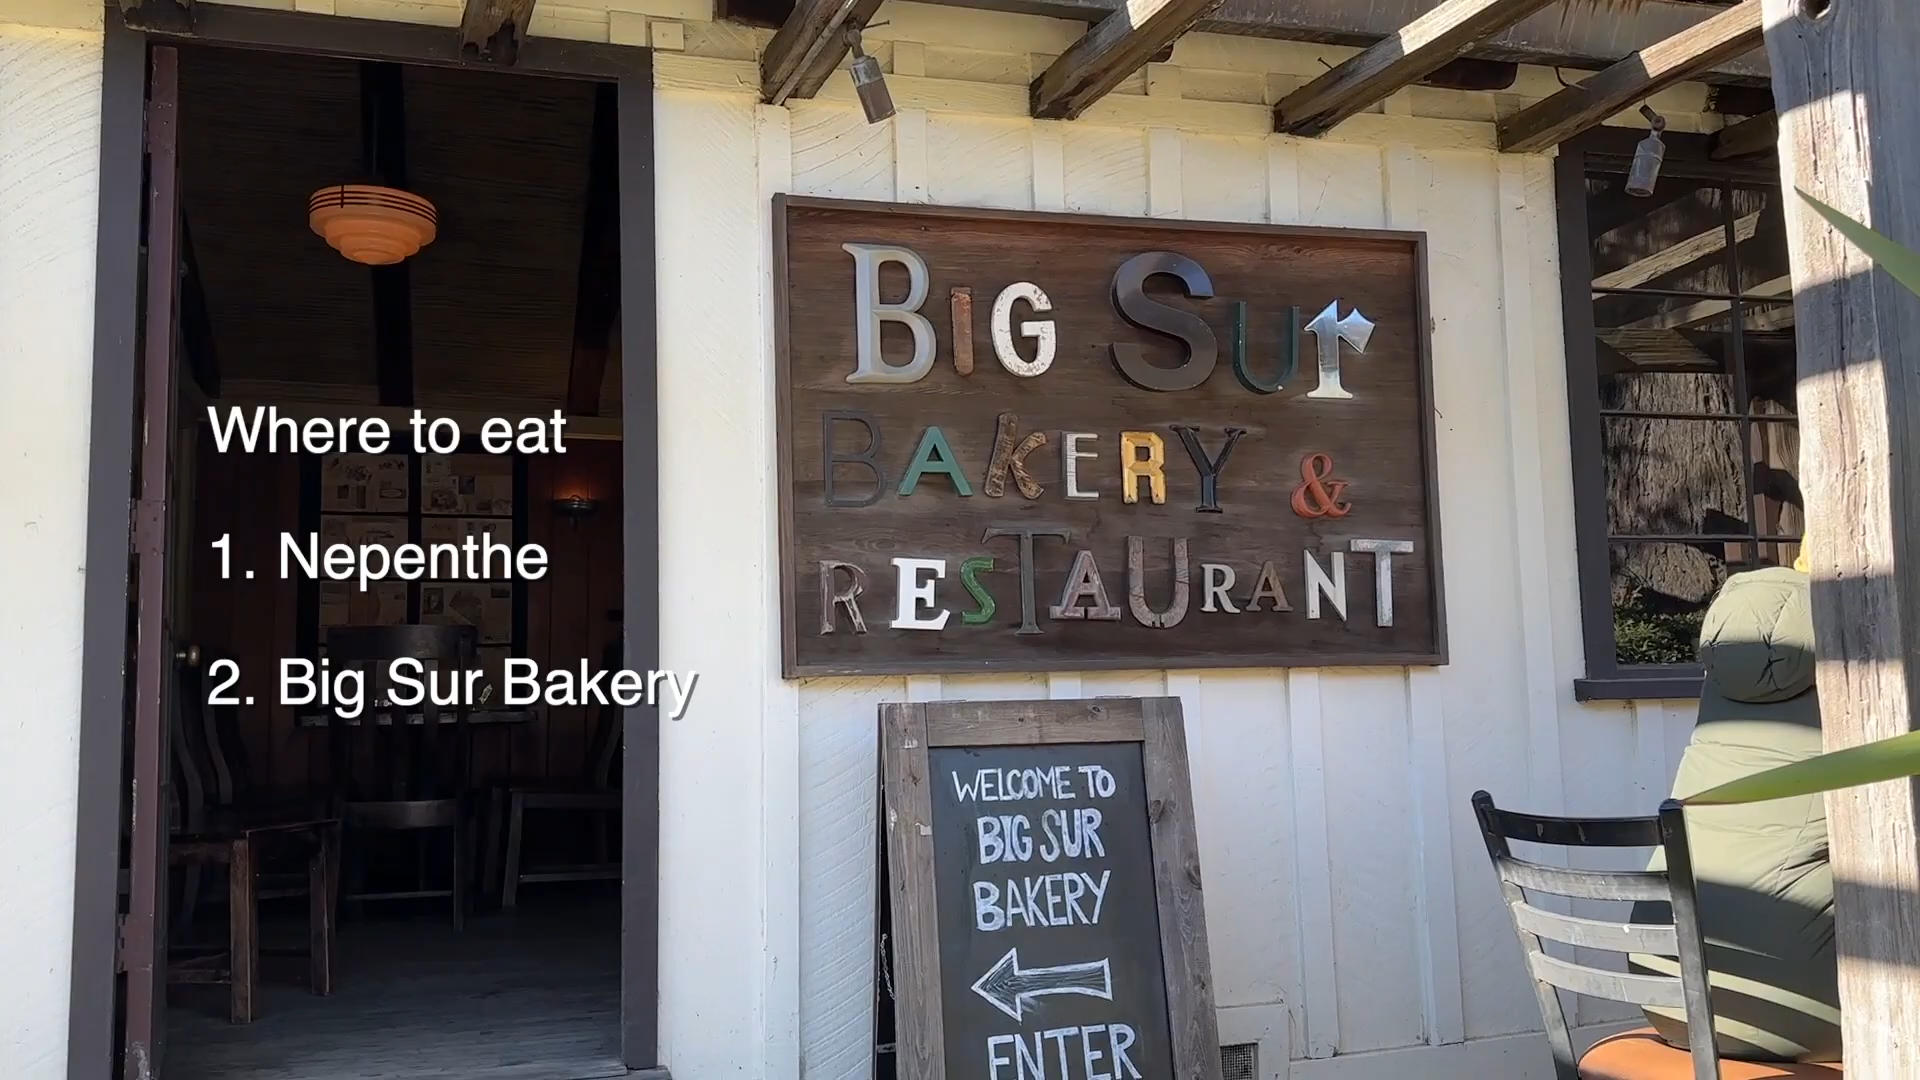 Where to eat
1. Nepenthe
2. Big Sur Bakery
BIG SUr
BAKERY &
RESTAURANT
WELCOME TO
BIG SUR
BAKERY
ENTER